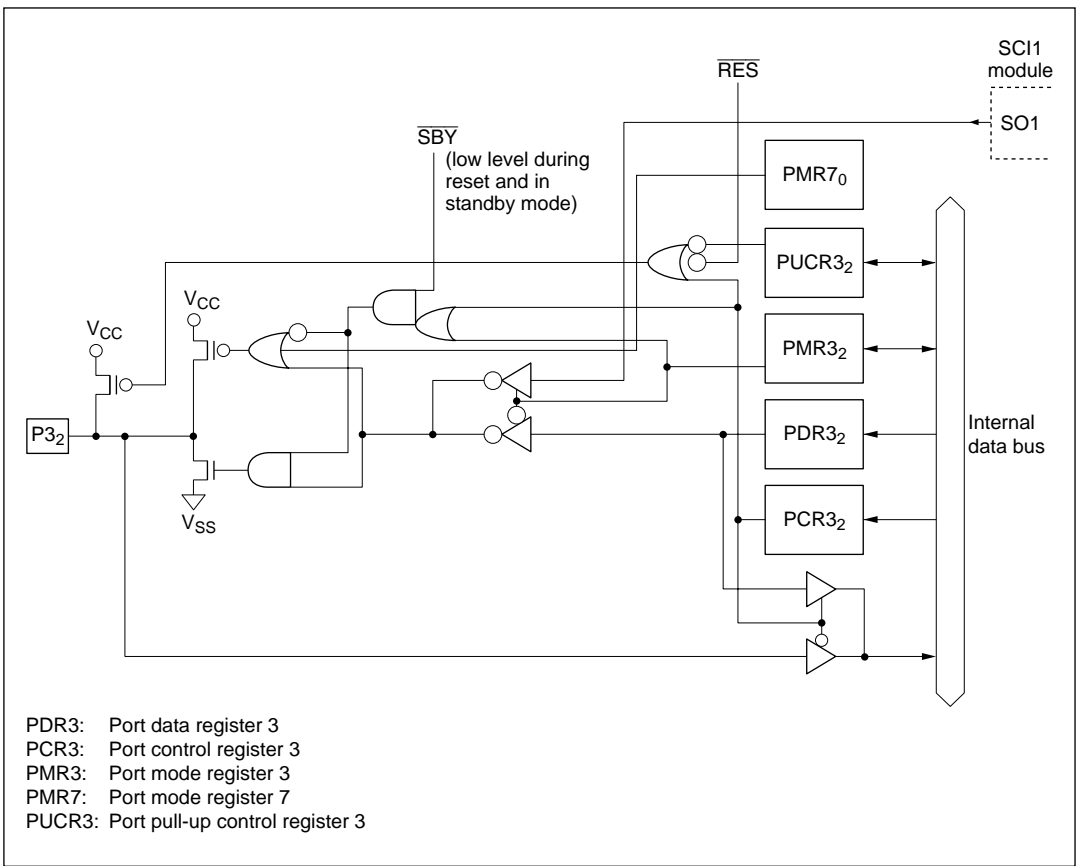 SCI1
module
RES
SO1
SBY
(low level during
reset and in
standby mode)
PMR7₀
PUCR3₂
VCC
VCC
PMR3₂
P3₂
PDR3₂
Internal
data bus
VSS
PCR3₂
PDR3: Port data register 3
PCR3: Port control register 3
PMR3: Port mode register 3
PMR7: Port mode register 7
PUCR3: Port pull-up control register 3